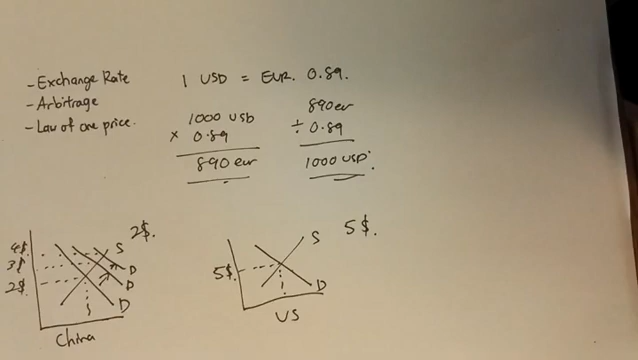 - Exchange Rate
- Arbitrage
- Law of one price.
1 USD = EUR. 0.89.
1000 USD
× 0.89
890 eur
890 eur
÷ 0.89
1000 USD.
4$
3$
2$
S
2$.
D
D
D
China
5$
S
5$.
D
US